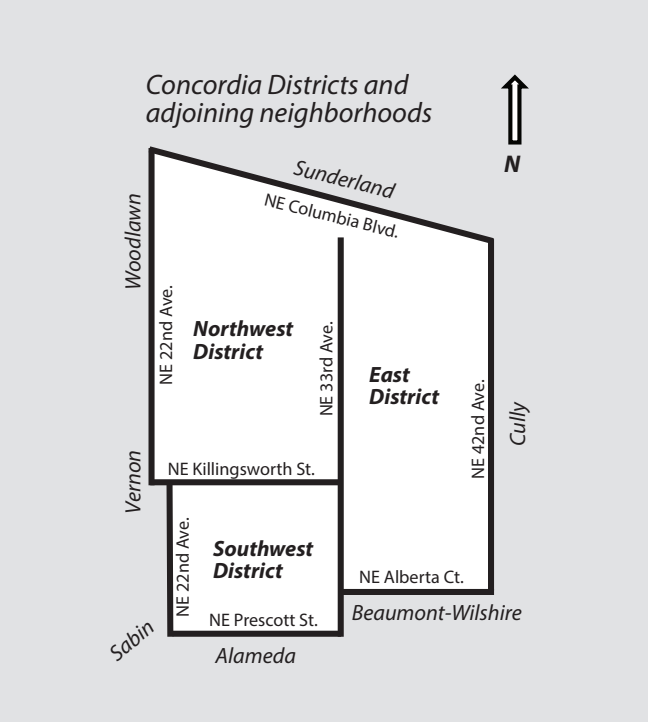 Concordia Districts and
adjoining neighborhoods
N
Sunderland
NE Columbia Blvd.
Woodlawn
NE 22nd Ave.
Northwest
District
NE 33rd Ave.
East
District
NE 42nd Ave.
Cully
Vernon
NE Killingsworth St.
NE 22nd Ave.
Southwest
District
NE Alberta Ct.
NE Prescott St.
Beaumont-Wilshire
Sabin
Alameda